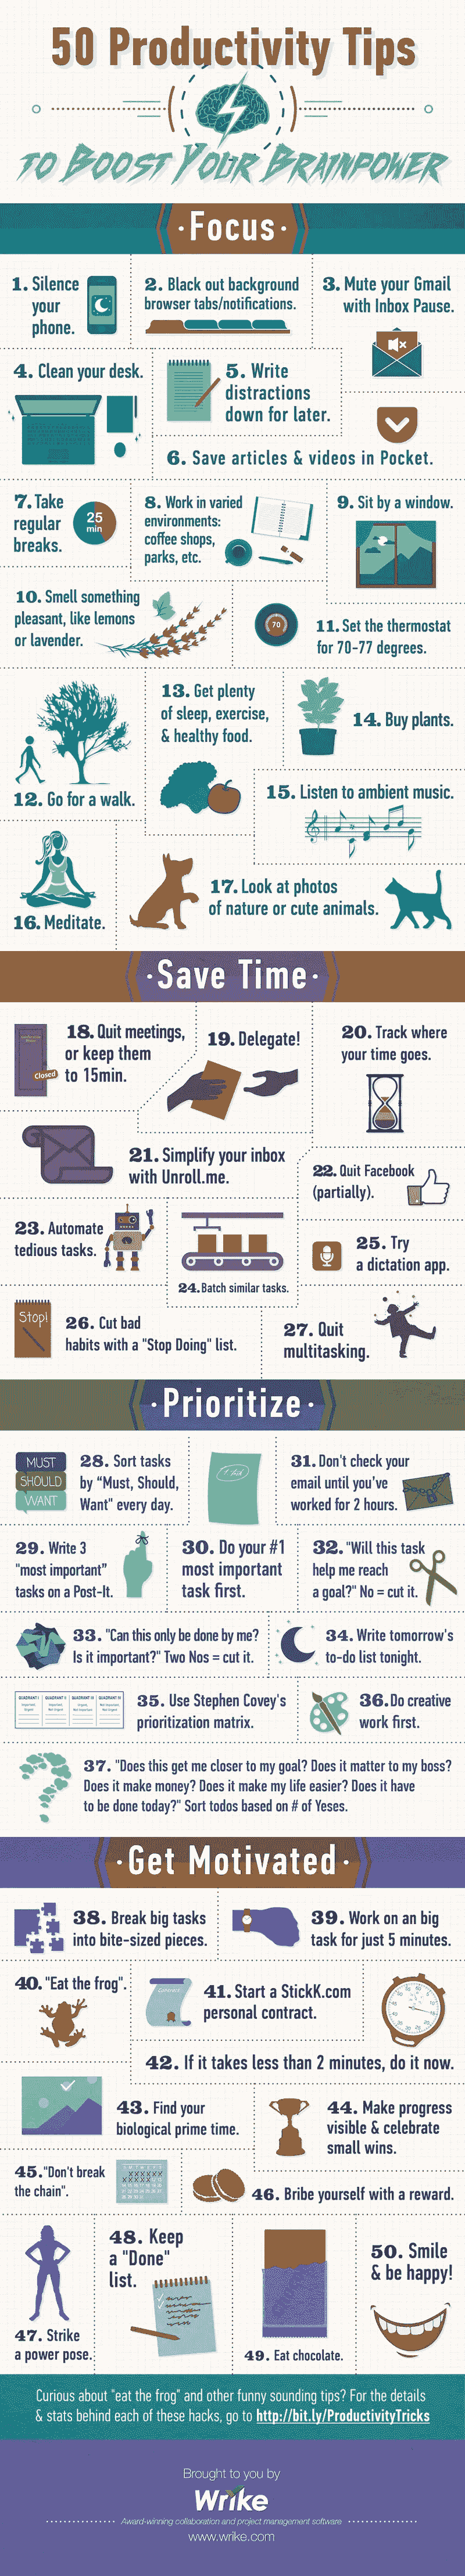 50 Productivity Tips
TO BOOST YOUR BRAINPOWER
· Focus ·
1. Silence
your
phone.
2. Black out background
browser tabs/notifications.
3. Mute your Gmail
with Inbox Pause.
4. Clean your desk.
5. Write
distractions
down for later.
6. Save articles & videos in Pocket.
7. Take
regular
breaks.
25
min
8. Work in varied
environments:
coffee shops,
parks, etc.
9. Sit by a window.
10. Smell something
pleasant, like lemons
or lavender.
70
11. Set the thermostat
for 70-77 degrees.
12. Go for a walk.
13. Get plenty
of sleep, exercise,
& healthy food.
14. Buy plants.
15. Listen to ambient music.
16. Meditate.
17. Look at photos
of nature or cute animals.
· Save Time ·
Closed
18. Quit meetings,
or keep them
to 15min.
19. Delegate!
20. Track where
your time goes.
21. Simplify your inbox
with Unroll.me.
22. Quit Facebook
(partially).
23. Automate
tedious tasks.
24. Batch similar tasks.
25. Try
a dictation app.
Stop!
26. Cut bad
habits with a "Stop Doing" list.
27. Quit
multitasking.
· Prioritize ·
MUST
SHOULD
WANT
28. Sort tasks
by "Must, Should,
Want" every day.
31. Don't check your
email until you've
worked for 2 hours.
29. Write 3
"most important"
tasks on a Post-It.
30. Do your #1
most important
task first.
32. "Will this task
help me reach
a goal?" No = cut it.
33. "Can this only be done by me?
Is it important?" Two Nos = cut it.
34. Write tomorrow's
to-do list tonight.
QUADRANT I QUADRANT II QUADRANT III QUADRANT IV
35. Use Stephen Covey's
prioritization matrix.
36. Do creative
work first.
37. "Does this get me closer to my goal? Does it matter to my boss?
Does it make money? Does it make my life easier? Does it have
to be done today?" Sort todos based on # of Yeses.
· Get Motivated ·
38. Break big tasks
into bite-sized pieces.
39. Work on an big
task for just 5 minutes.
40. "Eat the frog".
41. Start a StickK.com
personal contract.
42. If it takes less than 2 minutes, do it now.
43. Find your
biological prime time.
44. Make progress
visible & celebrate
small wins.
45. "Don't break
the chain".
46. Bribe yourself with a reward.
47. Strike
a power pose.
48. Keep
a "Done"
list.
49. Eat chocolate.
50. Smile
& be happy!
Curious about "eat the frog" and other funny sounding tips? For the details
& stats behind each of these hacks, go to http://bit.ly/ProductivityTricks
Brought to you by
Wrike
Award-winning collaboration and project management software
www.wrike.com